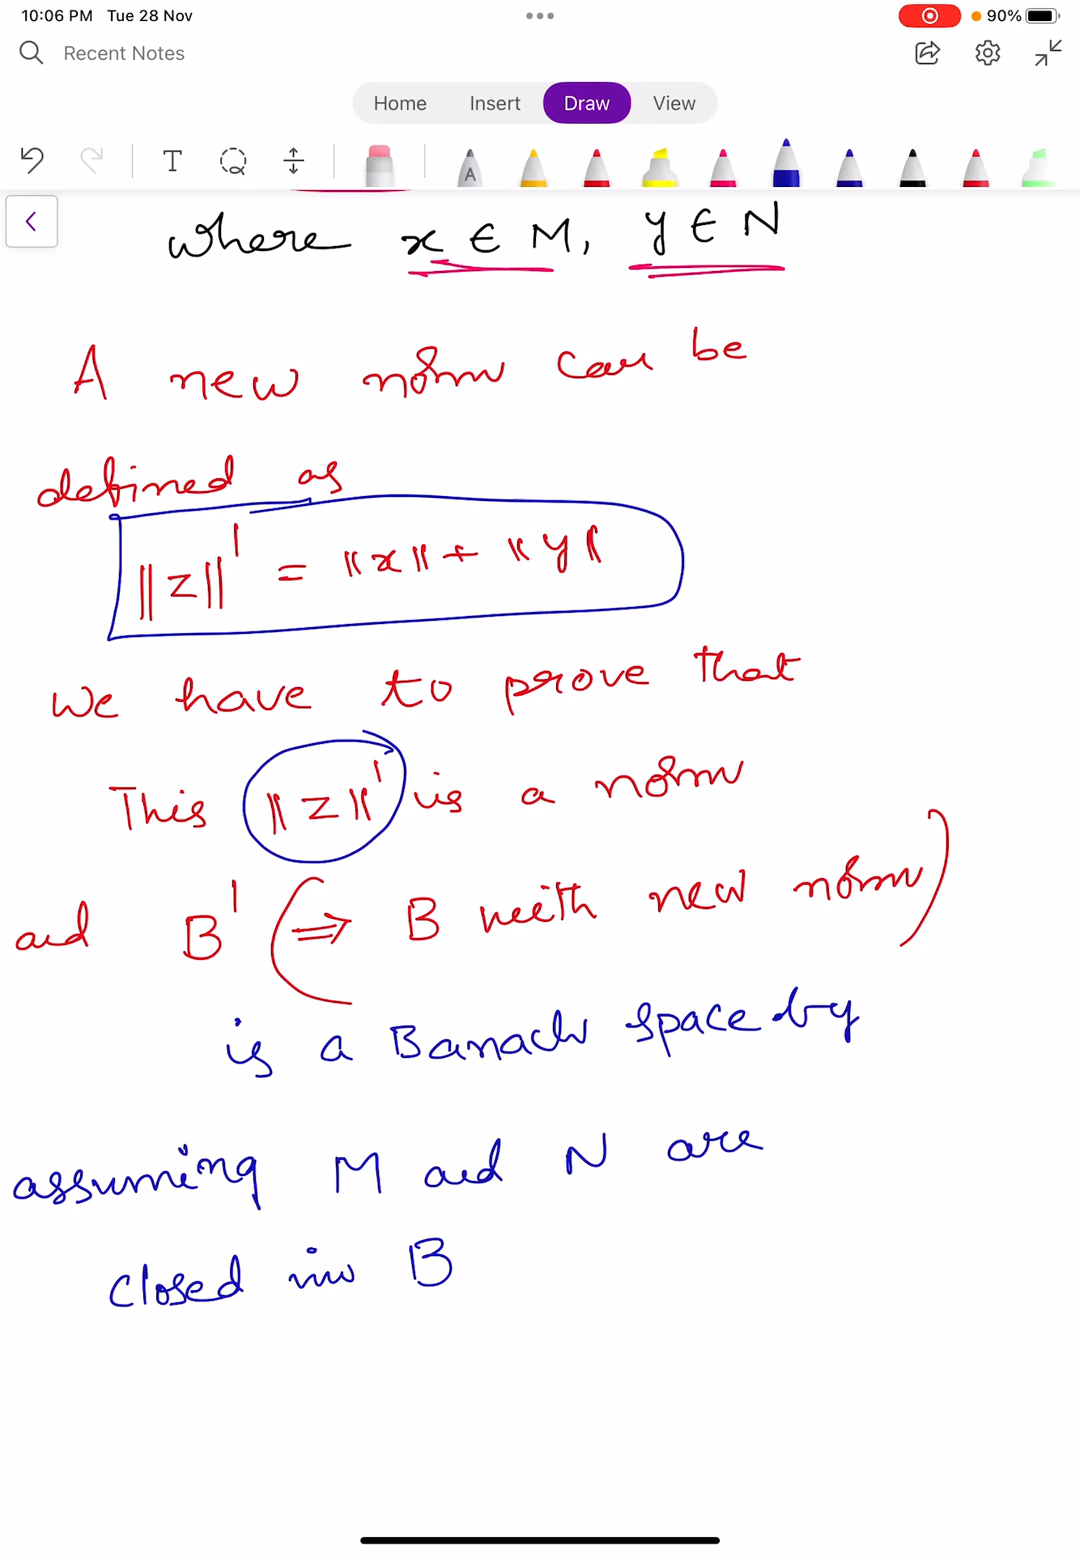 10:06 PM Tue 28 Nov
90%
Recent Notes
Home Insert Draw View
T
A
where x ∈ M, y ∈ N
A new norm can be
defined as
||z||' = ||x|| + ||y||
We have to prove that
This ||z||' is a norm
and B' (⇒ B with new norm)
is a Banach space by
assuming M and N are
closed in B